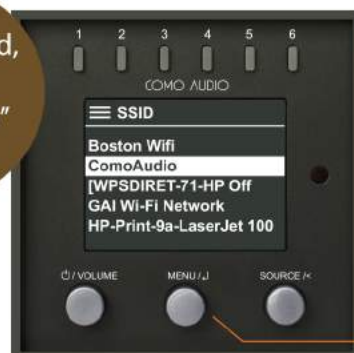 d,
"
1 2 3 4 5 6
COMO AUDIO
SSID
Boston Wifi
ComoAudio
[WPSDIRET-71-HP Off
GAI Wi-Fi Network
HP-Print-9a-LaserJet 100
⏻/VOLUME MENU/↲ SOURCE/<